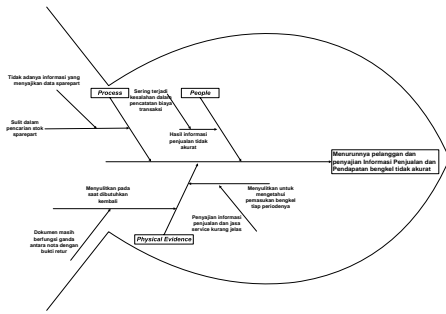 Tidak adanya informasi yang
menyajikan data sparepart
Process
Sering terjadi
kesalahan dalam
pencatatan biaya
transaksi
People
Sulit dalam
pencarian stok
sparepart
Hasil informasi
penjualan tidak
akurat
Menurunnya pelanggan dan
penyajian Informasi Penjualan dan
Pendapatan bengkel tidak akurat
Menyulitkan pada
saat dibutuhkan
kembali
Menyulitkan untuk
mengetahui
pemasukan bengkel
tiap periodenya
Dokumen masih
berfungsi ganda
antara nota dengan
bukti retur
Penyajian informasi
penjualan dan jasa
service kurang jelas
Physical Evidence